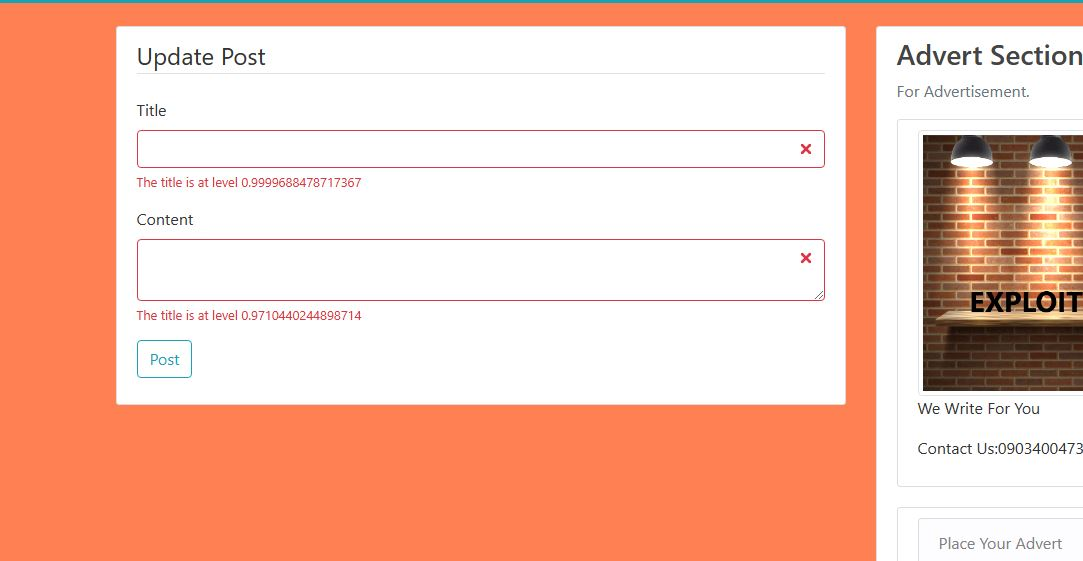 Update Post
Title
The title is at level 0.9999688478717367
Content
The title is at level 0.9710440244898714
Post
Advert Section
For Advertisement.
EXPLOIT
We Write For You
Contact Us:0903400473
Place Your Advert